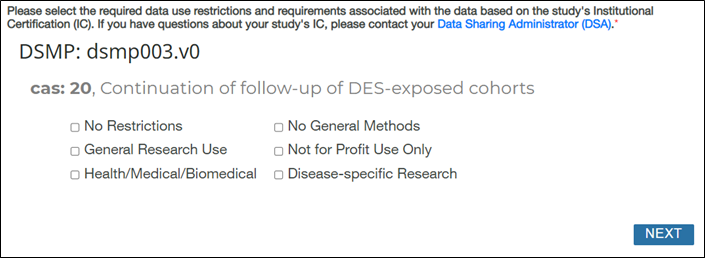 Please select the required data use restrictions and requirements associated with the data based on the study's Institutional
Certification (IC). If you have questions about your study's IC, please contact your Data Sharing Administrator (DSA).*
DSMP: dsmp003.v0
cas: 20, Continuation of follow-up of DES-exposed cohorts
No Restrictions
No General Methods
General Research Use
Not for Profit Use Only
Health/Medical/Biomedical
Disease-specific Research
NEXT